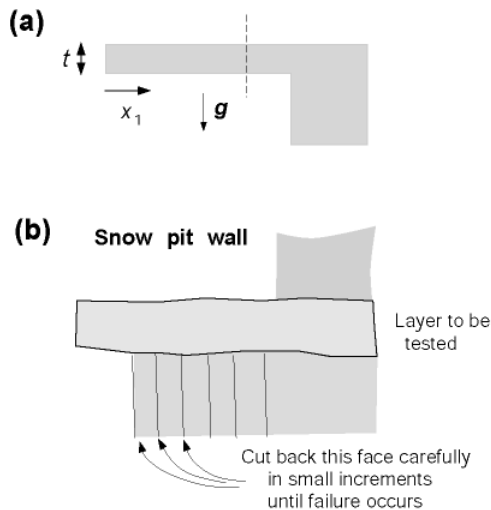 (a)
t
x1
g
(b)
Snow pit wall
Layer to be
tested
Cut back this face carefully
in small increments
until failure occurs